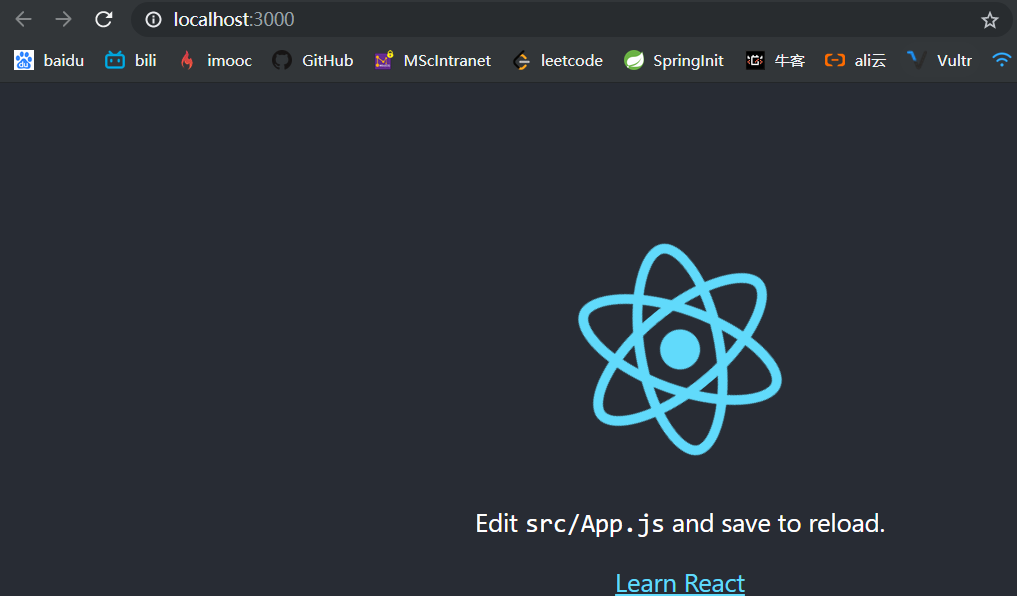 localhost:3000
baidu bili imooc GitHub MScIntranet leetcode SpringInit 牛客 ali云 Vultr
Edit src/App.js and save to reload.
Learn React